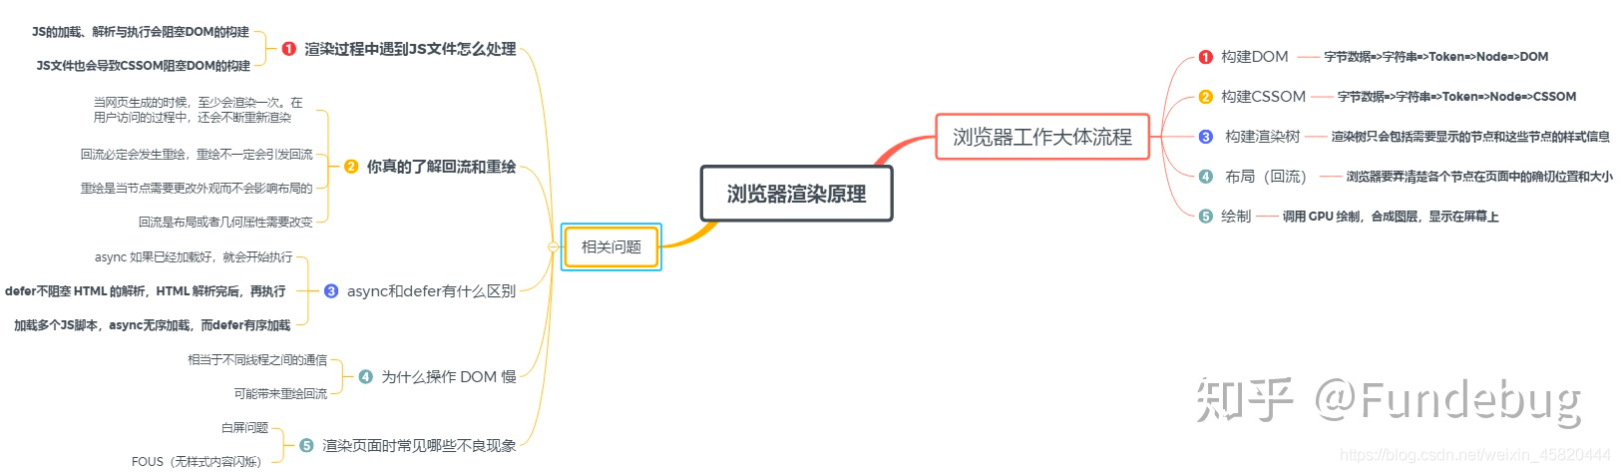 浏览器渲染原理
浏览器工作大体流程
1 构建DOM
字节数据=>字符串=>Token=>Node=>DOM
2 构建CSSOM
字节数据=>字符串=>Token=>Node=>CSSOM
3 构建渲染树
渲染树只会包括需要显示的节点和这些节点的样式信息
4 布局（回流）
浏览器要弄清楚各个节点在页面中的确切位置和大小
5 绘制
调用 GPU 绘制，合成图层，显示在屏幕上
相关问题
1 渲染过程中遇到JS文件怎么处理
JS的加载、解析与执行会阻塞DOM的构建
JS文件也会导致CSSOM阻塞DOM的构建
2 你真的了解回流和重绘
当网页生成的时候，至少会渲染一次。在
用户访问的过程中，还会不断重新渲染
回流必定会发生重绘，重绘不一定会引发回流
重绘是当节点需要更改外观而不会影响布局的
回流是布局或者几何属性需要改变
3 async和defer有什么区别
async 如果已经加载好，就会开始执行
defer不阻塞 HTML 的解析，HTML 解析完后，再执行
加载多个JS脚本，async无序加载，而defer有序加载
4 为什么操作 DOM 慢
相当于不同线程之间的通信
可能带来重绘回流
5 渲染页面时常见哪些不良现象
白屏问题
FOUS（无样式内容闪烁）
知乎 @Fundebug
https://blog.csdn.net/weixin_45820444